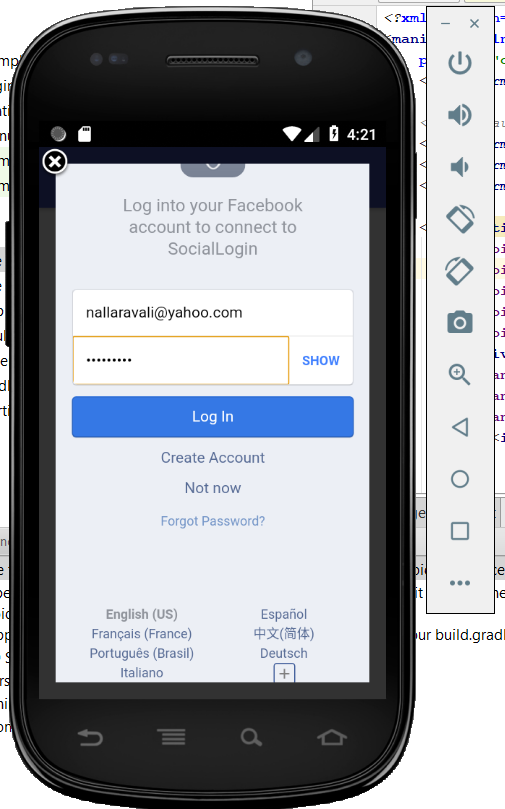 4:21
Log into your Facebook
account to connect to
SocialLogin
nallaravali@yahoo.com
•••••••••
SHOW
Log In
Create Account
Not now
Forgot Password?
English (US)
Español
Français (France)
中文(简体)
Português (Brasil)
Deutsch
Italiano
+
<?xml
our build.gradl